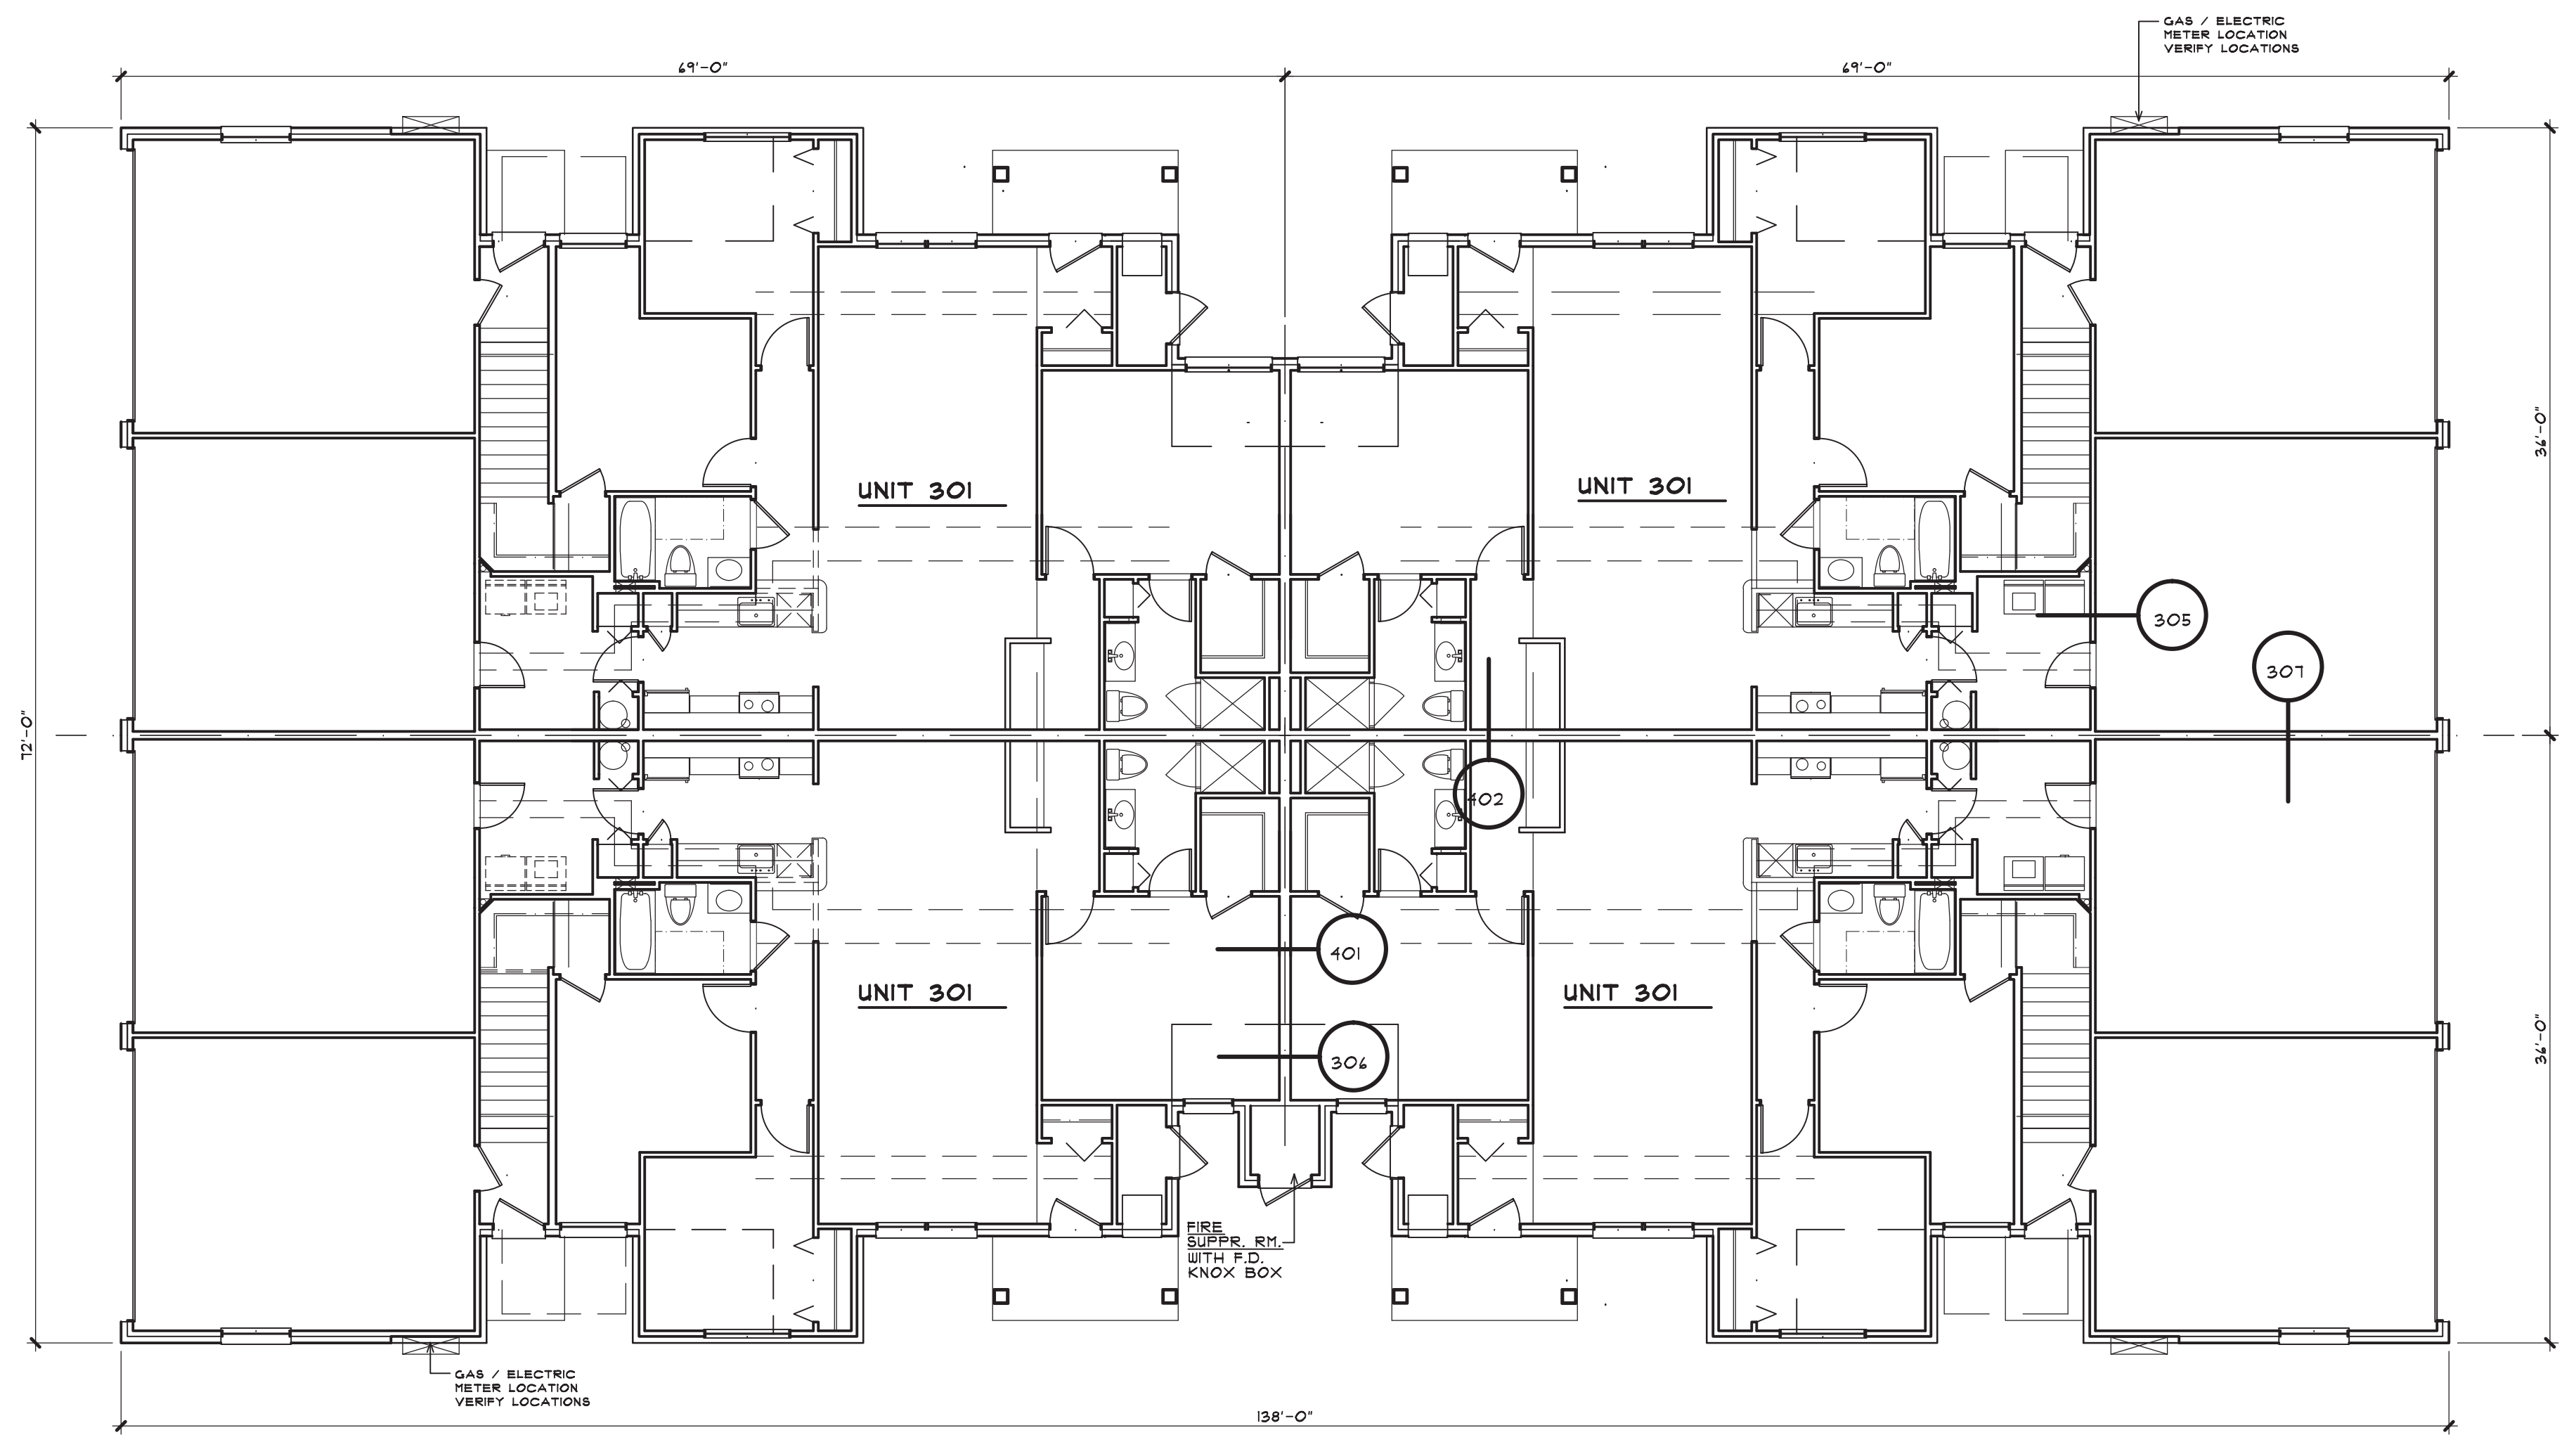 GAS / ELECTRIC
METER LOCATION
VERIFY LOCATIONS
69'-0"
69'-0"
36'-0"
UNIT 301
UNIT 301
305
307
72'-0"
402
401
UNIT 301
UNIT 301
306
36'-0"
FIRE
SUPPR. RM.
WITH F.D.
KNOX BOX
GAS / ELECTRIC
METER LOCATION
VERIFY LOCATIONS
138'-0"